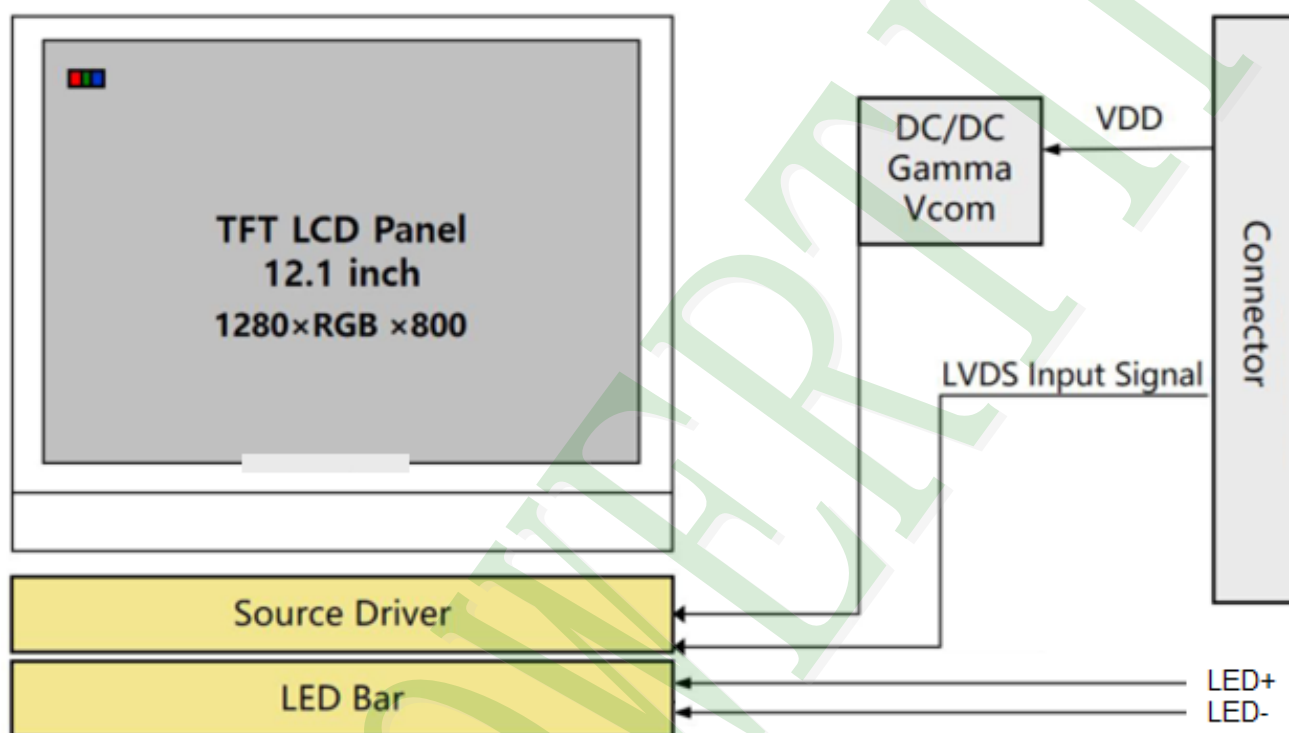 TFT LCD Panel
12.1 inch
1280×RGB ×800
DC/DC
Gamma
Vcom
VDD
Connector
LVDS Input Signal
Source Driver
LED Bar
LED+
LED-